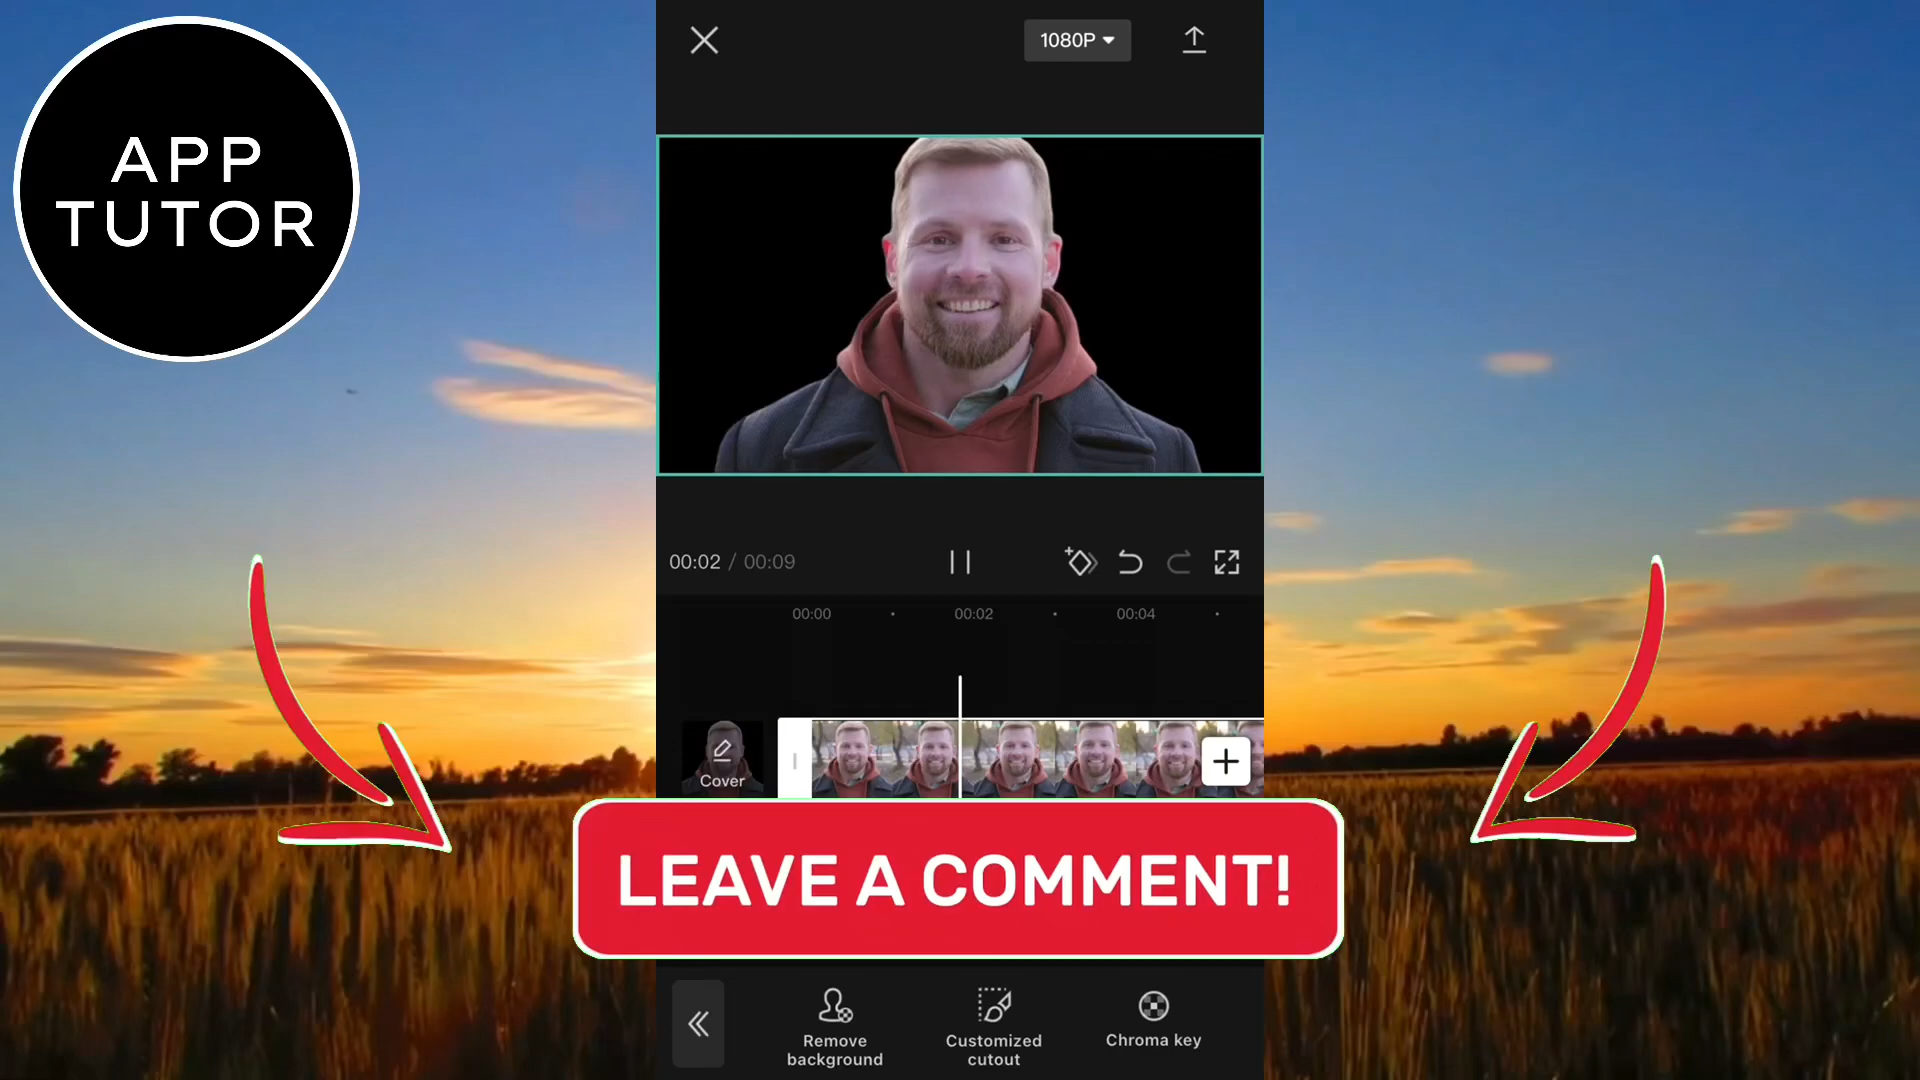 APP
TUTOR
1080P
00:02 / 00:09
00:00
00:02
00:04
Cover
LEAVE A COMMENT!
Remove
background
Customized
cutout
Chroma key